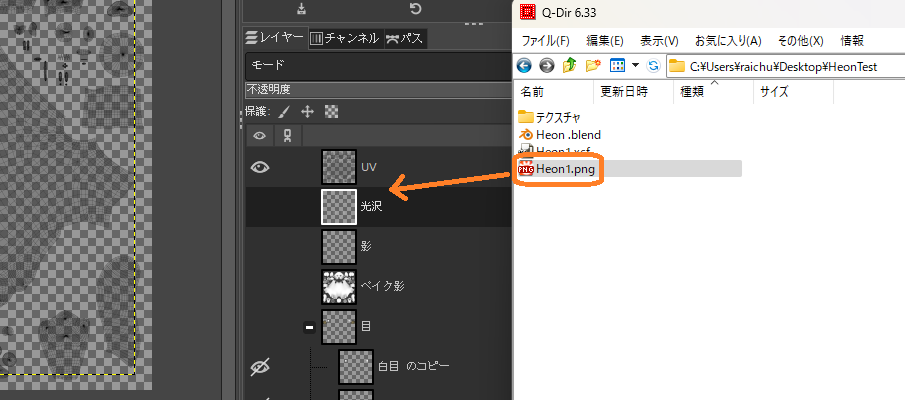 Q-Dir 6.33
レイヤー チャンネル パス
ファイル(F) 編集(E) 表示(V) お気に入り(A) その他(X) 情報
モード
C:¥Users¥raichu¥Desktop¥HeonTest
不透明度
名前 更新日時 種類 サイズ
保護:
テクスチャ
Heon .blend
Heon1.xcf
UV
Heon1.png
光沢
影
ベイク影
目
白目 のコピー